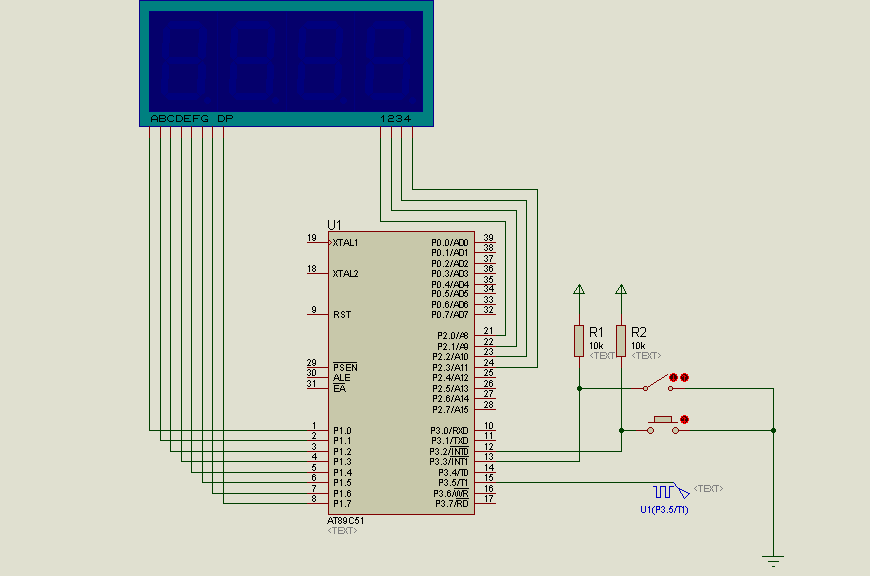 ABCDEFG DP 1234
U1
19 XTAL1 P0.0/AD0 39
P0.1/AD1 38
P0.2/AD2 37
18 XTAL2 P0.3/AD3 36
P0.4/AD4 35
P0.5/AD5 34
P0.6/AD6 33
9 RST P0.7/AD7 32
P2.0/A8 21
P2.1/A9 22
P2.2/A10 23
29 PSEN P2.3/A11 24
30 ALE P2.4/A12 25
31 EA P2.5/A13 26
P2.6/A14 27
P2.7/A15 28
1 P1.0 P3.0/RXD 10
2 P1.1 P3.1/TXD 11
3 P1.2 P3.2/INT0 12
4 P1.3 P3.3/INT1 13
5 P1.4 P3.4/T0 14
6 P1.5 P3.5/T1 15
7 P1.6 P3.6/WR 16
8 P1.7 P3.7/RD 17
AT89C51
<TEXT>
R1
10k
<TEXT>
R2
10k
<TEXT>
<TEXT>
U1(P3.5/T1)